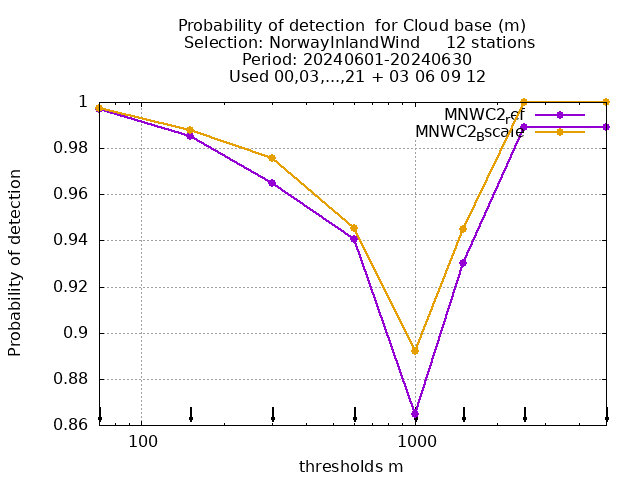 Probability of detection  for Cloud base (m)
Selection: NorwayInlandWind     12 stations
Period: 20240601-20240630
Used 00,03,...,21 + 03 06 09 12
MNWC2ref
MNWC2Bscale
1
0.98
0.96
0.94
0.92
0.9
0.88
0.86
Probability of detection
100
1000
thresholds m